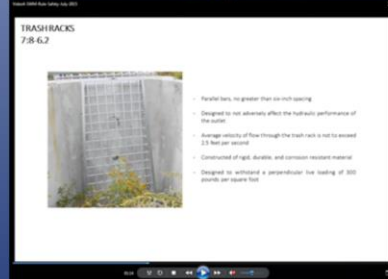 TRASH RACKS
7:8-6.2
- Parallel bars, no greater than six-inch spacing
- Designed to not adversely affect the hydraulic performance of
the outlet
- Average velocity of flow through the trash rack is not to exceed
2.5 feet per second
- Constructed of rigid, durable, and corrosion resistant material
- Designed to withstand a perpendicular live loading of 300
pounds per square foot